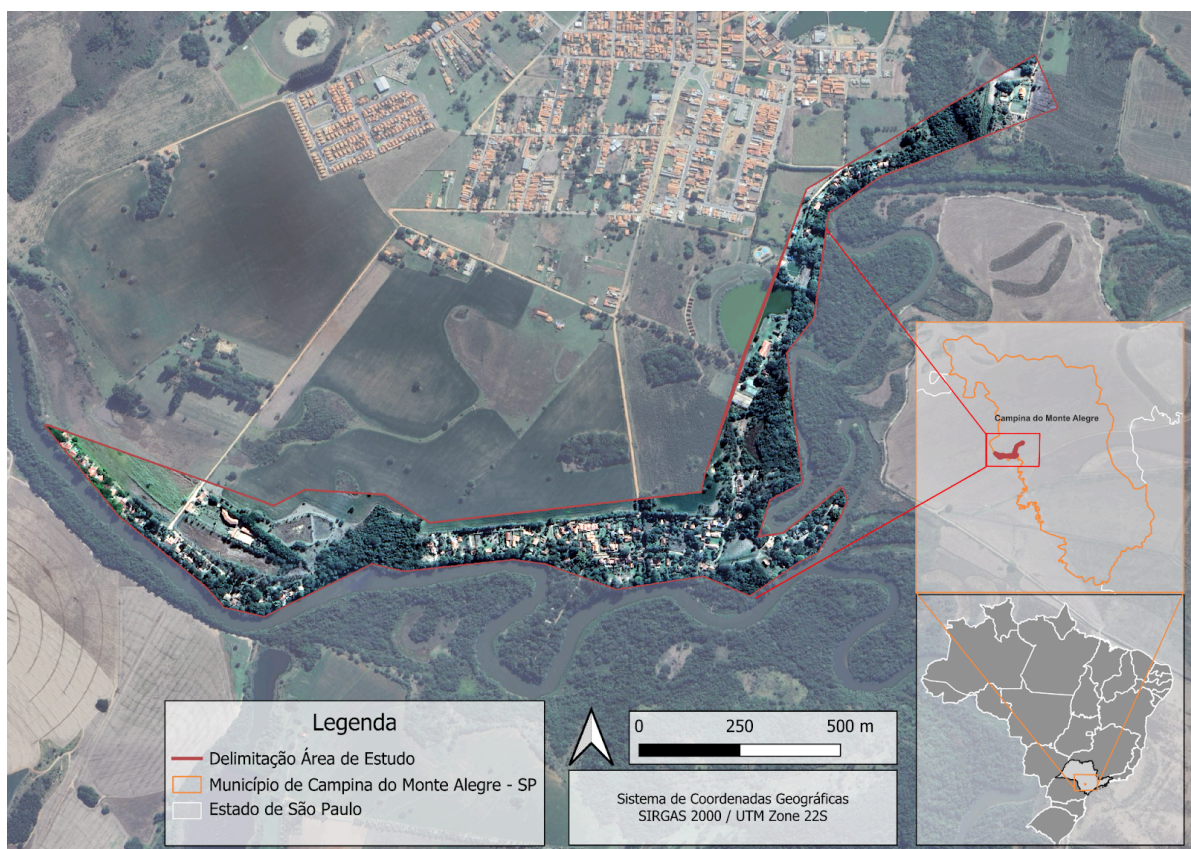 Campina do Monte Alegre
Legenda
Delimitação Área de Estudo
Município de Campina do Monte Alegre - SP
Estado de São Paulo
0 250 500 m
Sistema de Coordenadas Geográficas
SIRGAS 2000 / UTM Zone 22S